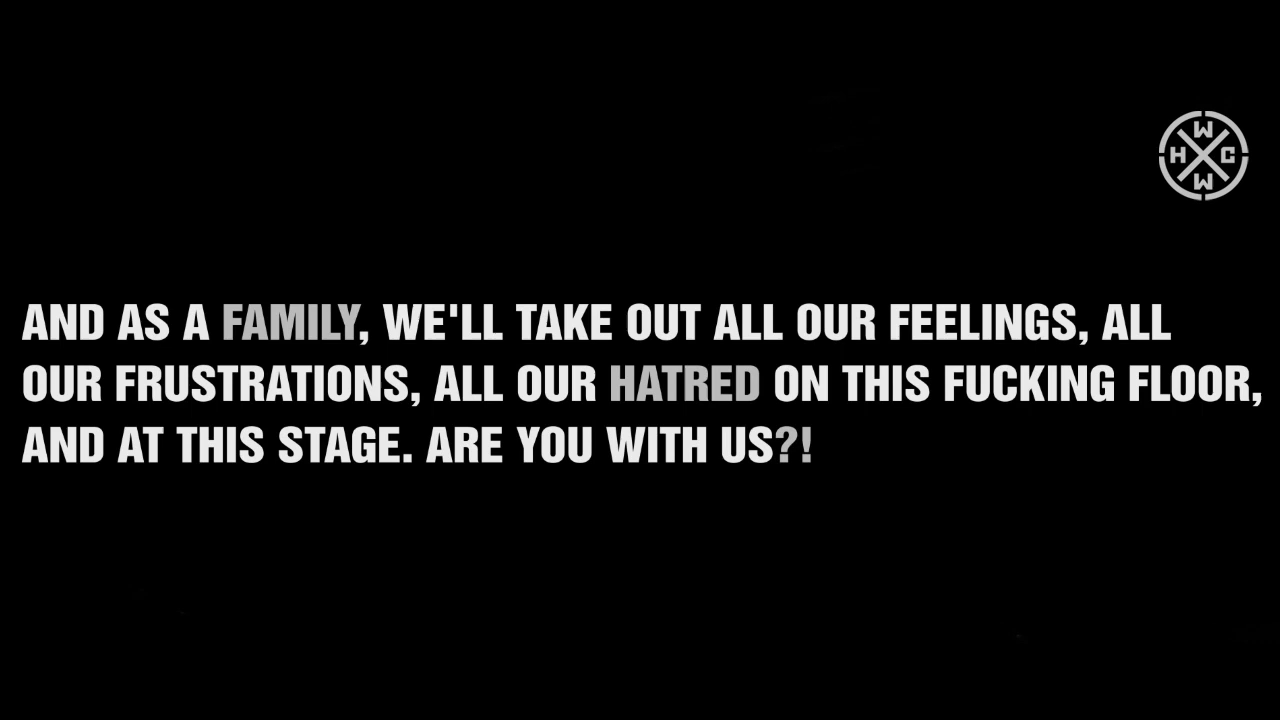 W
H C
W
AND AS A FAMILY, WE'LL TAKE OUT ALL OUR FEELINGS, ALL
OUR FRUSTRATIONS, ALL OUR HATRED ON THIS FUCKING FLOOR,
AND AT THIS STAGE. ARE YOU WITH US?!